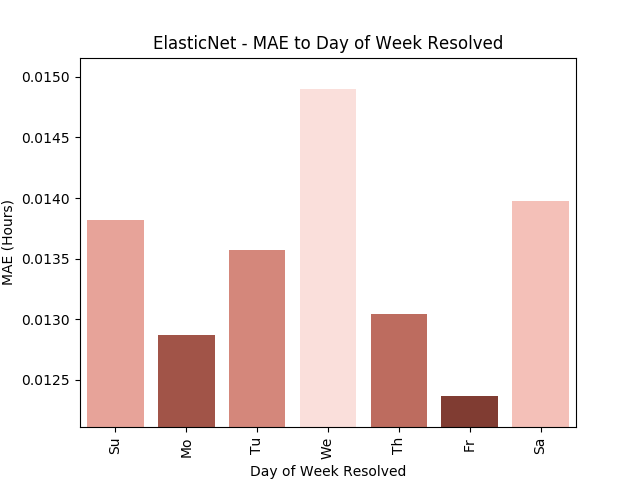 ElasticNet - MAE to Day of Week Resolved
0.0150
0.0145
0.0140
0.0135
0.0130
0.0125
MAE (Hours)
Su Mo Tu We Th Fr Sa
Day of Week Resolved